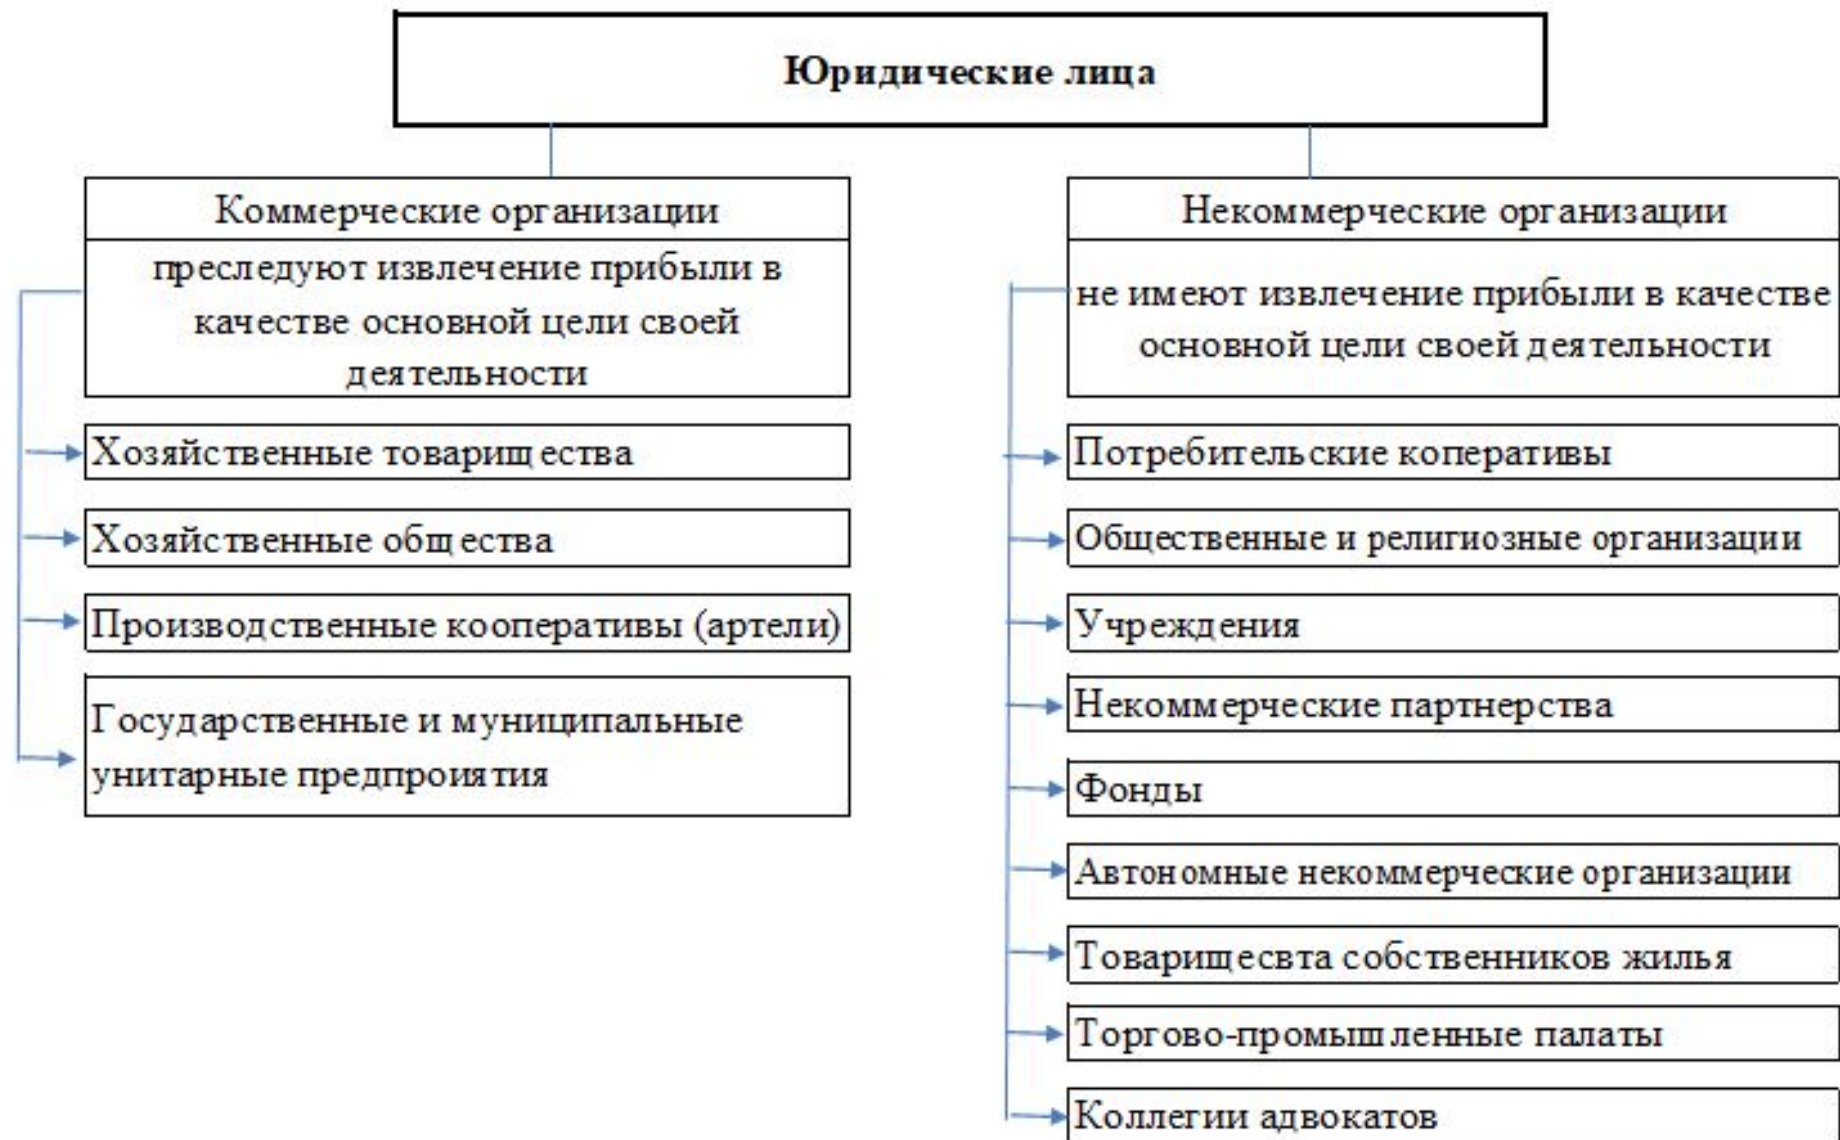 Юридические лица
Коммерческие организации
преследуют извлечение прибыли в
качестве основной цели своей
деятельности
Хозяйственные товарищества
Хозяйственные общества
Производственные кооперативы (артели)
Государственные и муниципальные
унитарные предпроиятия
Некоммерческие организации
не имеют извлечение прибыли в качестве
основной цели своей деятельности
Потребительские коперативы
Общественные и религиозные организации
Учреждения
Некоммерческие партнерства
Фонды
Автономные некоммерческие организации
Товарищесвта собственников жилья
Торгово-промышленные палаты
Коллегии адвокатов